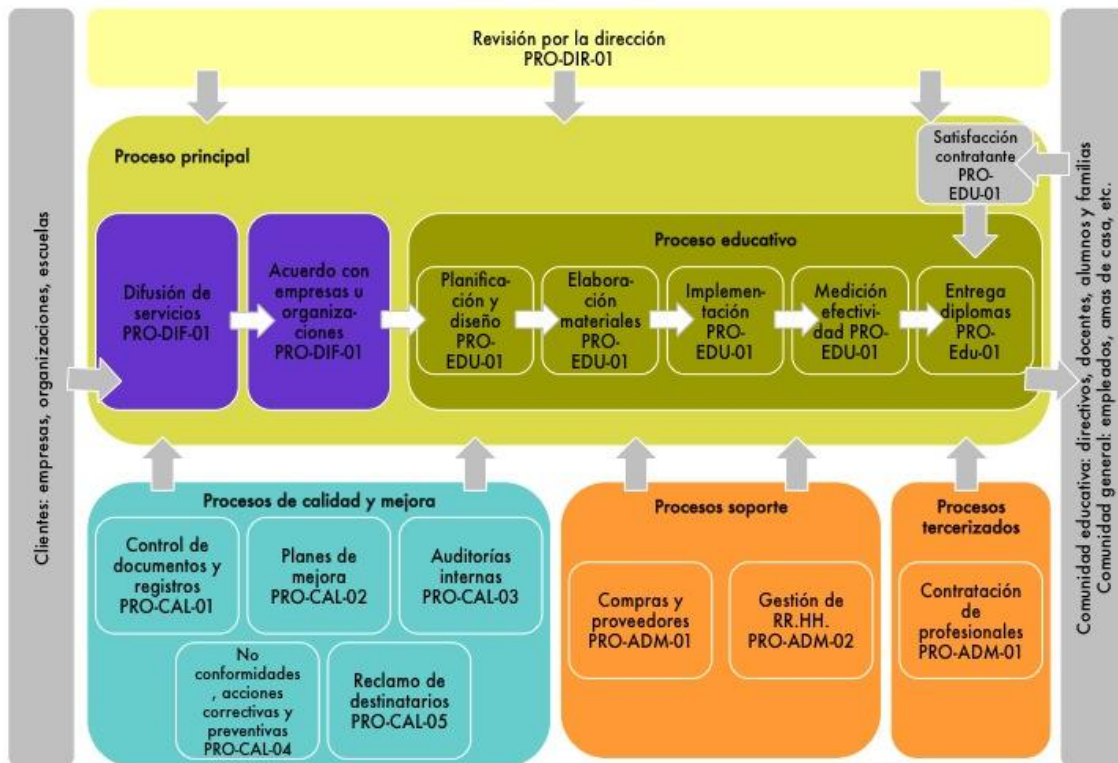 Revisión por la dirección
PRO-DIR-01
Clientes: empresas, organizaciones, escuelas
Proceso principal
Satisfacción
contratante
PRO-
EDU-01
Difusión de
servicios
PRO-DIF-01
Acuerdo con
empresas u
organiza-
ciones
PRO-DIF-01
Proceso educativo
Planifica-
ción y
diseño
PRO-
EDU-01
Elabora-
ción
materiales
PRO-
EDU-01
Implemen-
tación
PRO-
EDU-01
Medición
efecti-
vidad PRO-
EDU-01
Entrega
diplomas
PRO-
Edu-01
Comunidad educativa: directivos, docentes, alumnos y familias
Comunidad general: empleados, amas de casa, etc.
Procesos de calidad y mejora
Control de
documentos y
registros
PRO-CAL-01
Planes de
mejora
PRO-CAL-02
Auditorías
internas
PRO-CAL-03
No
conformidades
, acciones
correctivas y
preventivas
PRO-CAL-04
Reclamo de
destinatarios
PRO-CAL-05
Procesos soporte
Compras y
proveedores
PRO-ADM-01
Gestión de
RR.HH.
PRO-ADM-02
Procesos
tercerizados
Contratación
de
profesionales
PRO-ADM-01